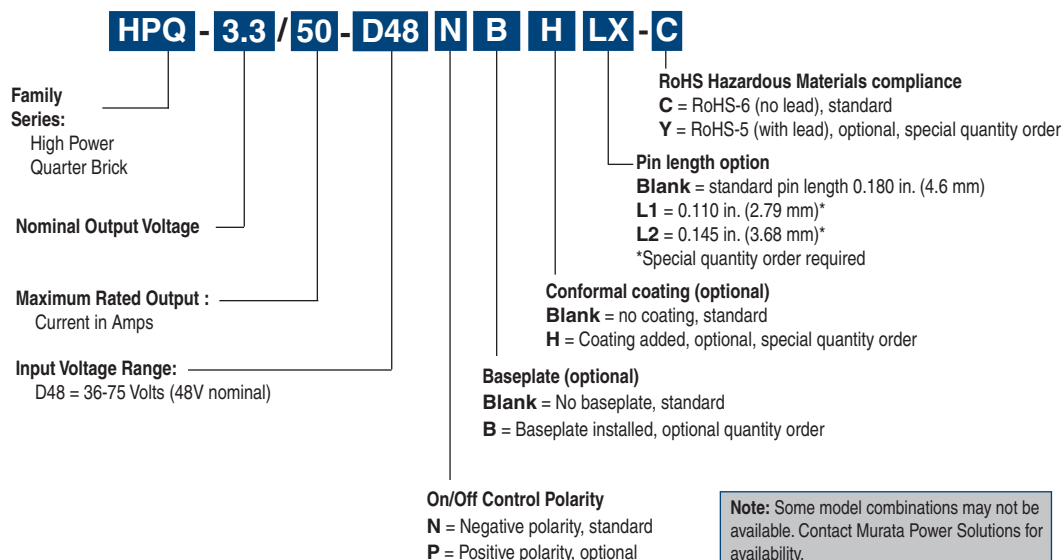 HPQ - 3.3 / 50 - D48 N B H LX - C
Family
Series:
High Power
Quarter Brick
Nominal Output Voltage
Maximum Rated Output :
Current in Amps
Input Voltage Range:
D48 = 36-75 Volts (48V nominal)
RoHS Hazardous Materials compliance
C = RoHS-6 (no lead), standard
Y = RoHS-5 (with lead), optional, special quantity order
Pin length option
Blank = standard pin length 0.180 in. (4.6 mm)
L1 = 0.110 in. (2.79 mm)*
L2 = 0.145 in. (3.68 mm)*
*Special quantity order required
Conformal coating (optional)
Blank = no coating, standard
H = Coating added, optional, special quantity order
Baseplate (optional)
Blank = No baseplate, standard
B = Baseplate installed, optional quantity order
On/Off Control Polarity
N = Negative polarity, standard
P = Positive polarity, optional
Note: Some model combinations may not be
available. Contact Murata Power Solutions for
availability.